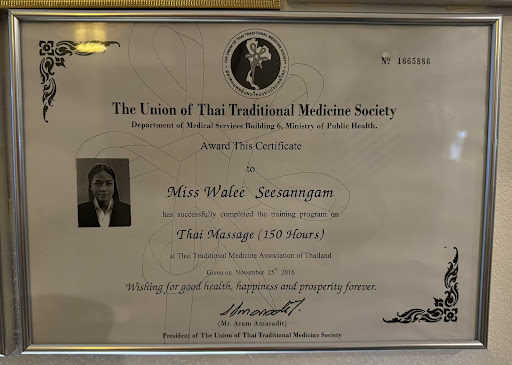 Nº 1665886
The Union of Thai Traditional Medicine Society
Department of Medical Services Building 6, Ministry of Public Health.
Award This Certificate
to
Miss Walee Seesanngam
has successfully completed the training program on
Thai Massage (150 Hours)
at Thai Traditional Medicine Association of Thailand
Given on November 25th 2016
Wishing for good health, happiness and prosperity forever.
(Mr. Aram Amaradit)
President of The Union of Thai Traditional Medicine Society